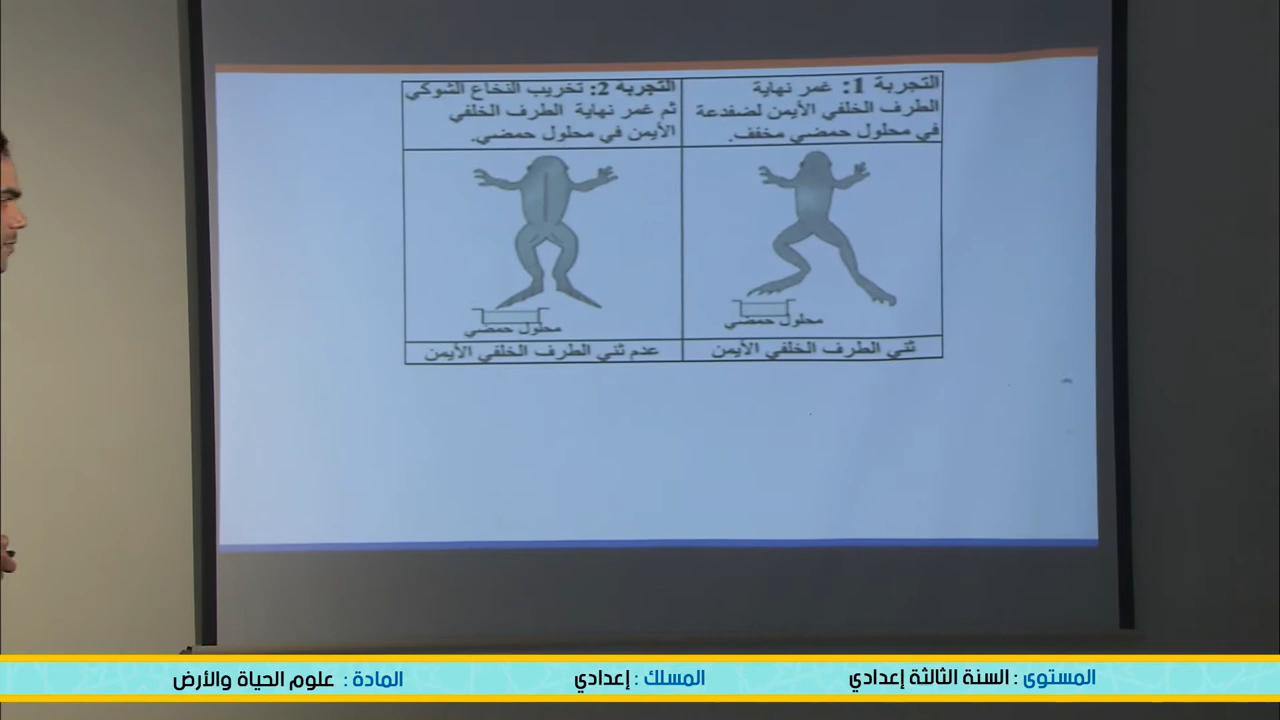 التجربة 1: غمر نهاية
الطرف الخلفي الأيمن لضفدعة
في محلول حمضي مخفف.
التجربة 2: تخريب النخاع الشوكي
ثم غمر نهاية الطرف الخلفي
الأيمن في محلول حمضي.
محلول حمضي
محلول حمضي
ثني الطرف الخلفي الأيمن
عدم ثني الطرف الخلفي الأيمن
المستوى : السنة الثالثة إعدادي
المسلك : إعدادي
المادة : علوم الحياة والأرض